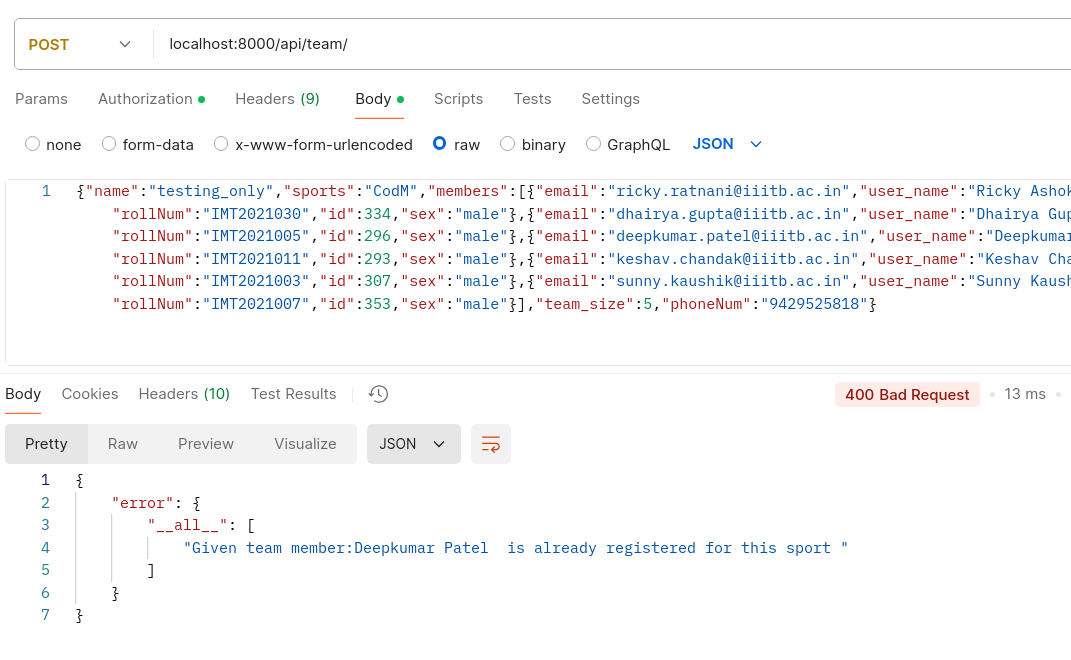 POST localhost:8000/api/team/
Params Authorization Headers (9) Body Scripts Tests Settings
none form-data x-www-form-urlencoded raw binary GraphQL JSON
1 {"name":"testing_only","sports":"CodM","members":[{"email":"ricky.ratnani@iiitb.ac.in","user_name":"Ricky Ashok
"rollNum":"IMT2021030","id":334,"sex":"male"},{"email":"dhairya.gupta@iiitb.ac.in","user_name":"Dhairya Gup
"rollNum":"IMT2021005","id":296,"sex":"male"},{"email":"deepkumar.patel@iiitb.ac.in","user_name":"Deepkumar
"rollNum":"IMT2021011","id":293,"sex":"male"},{"email":"keshav.chandak@iiitb.ac.in","user_name":"Keshav Cha
"rollNum":"IMT2021003","id":307,"sex":"male"},{"email":"sunny.kaushik@iiitb.ac.in","user_name":"Sunny Kaush
"rollNum":"IMT2021007","id":353,"sex":"male"}],"team_size":5,"phoneNum":"9429525818"}
Body Cookies Headers (10) Test Results 400 Bad Request 13 ms
Pretty Raw Preview Visualize JSON
1 {
2 "error": {
3 "__all__": [
4 "Given team member:Deepkumar Patel  is already registered for this sport "
5 ]
6 }
7 }